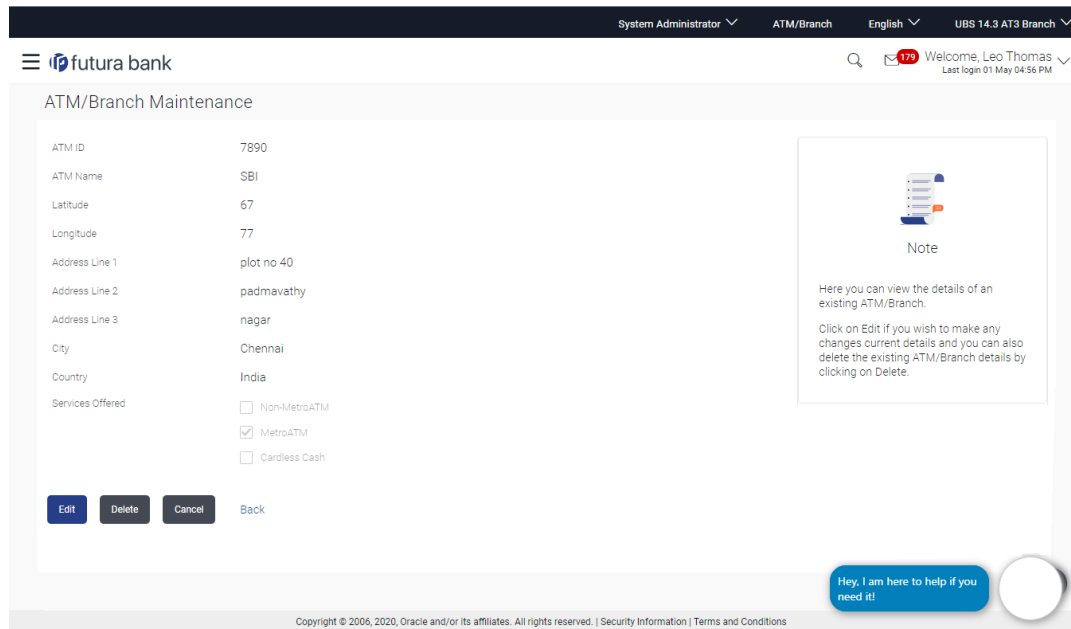 System Administrator ATM/Branch English UBS 14.3 AT3 Branch
futura bank
179
Welcome, Leo Thomas
Last login 01 May 04:56 PM
ATM/Branch Maintenance
ATM ID 7890
ATM Name SBI
Latitude 67
Longitude 77
Address Line 1 plot no 40
Address Line 2 padmavathy
Address Line 3 nagar
City Chennai
Country India
Services Offered
Non-MetroATM
MetroATM
Cardless Cash
Edit Delete Cancel Back
Note
Here you can view the details of an
existing ATM/Branch.
Click on Edit if you wish to make any
changes current details and you can also
delete the existing ATM/Branch details by
clicking on Delete.
Hey, I am here to help if you
need it!
Copyright © 2006, 2020, Oracle and/or its affiliates. All rights reserved. | Security Information | Terms and Conditions